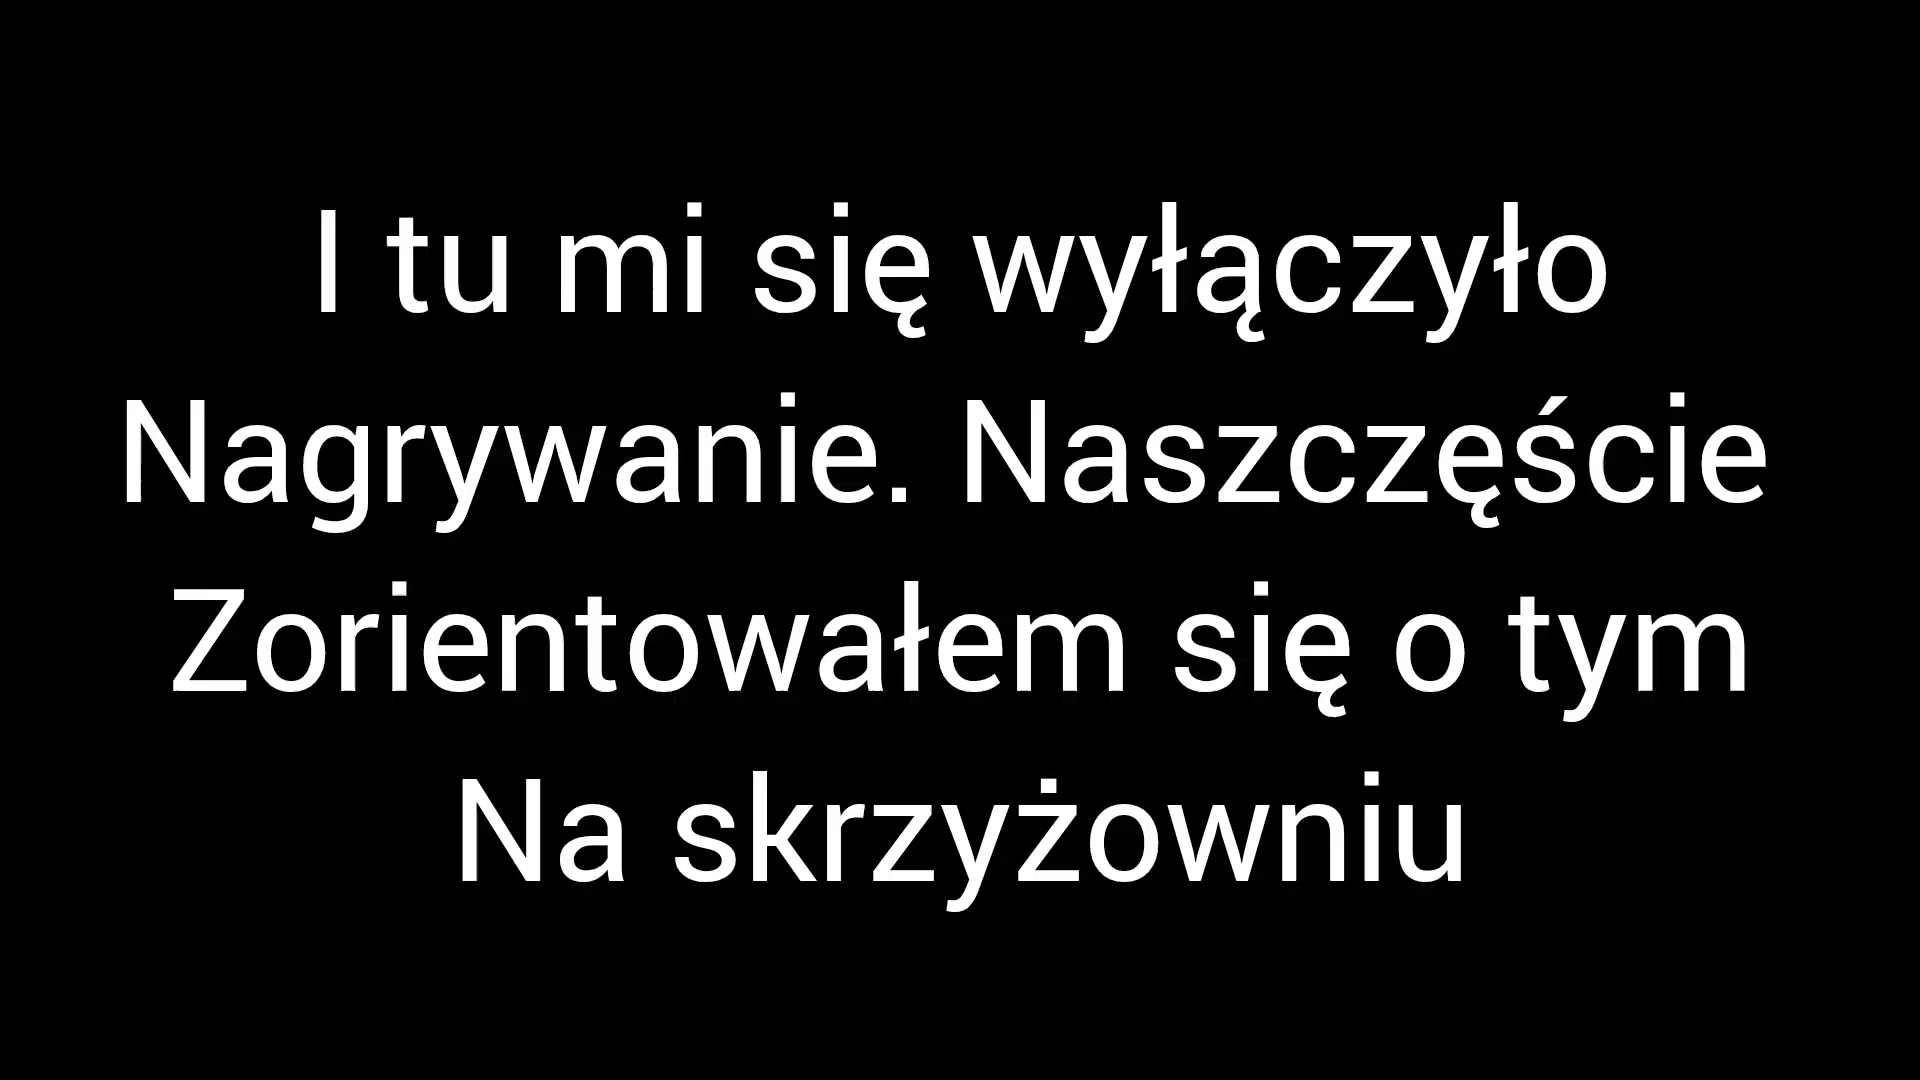 I tu mi się wyłączyło
Nagrywanie. Naszczęście
Zorientowałem się o tym
Na skrzyżowniu